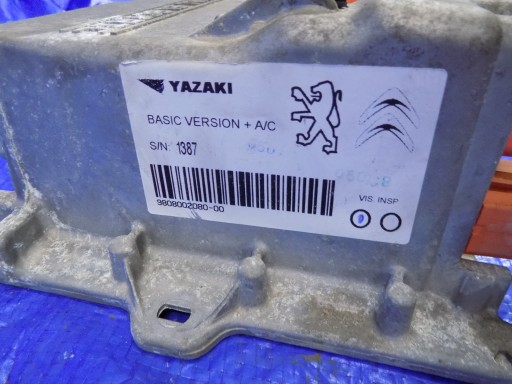 YAZAKI
BASIC VERSION + A/C
S/N: 1387
9808002080-00
VIS. INSP